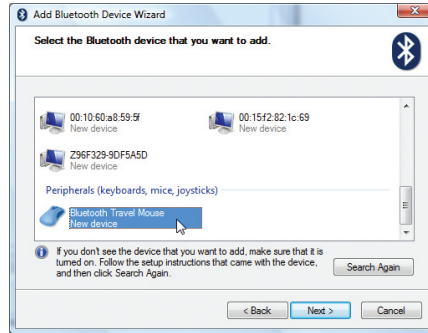 Add Bluetooth Device Wizard
Select the Bluetooth device that you want to add.
00:10:60:a8:59:5f
New device
00:15:f2:82:1c:69
New device
Z96F329-9DF5A5D
New device
Peripherals (keyboards, mice, joysticks)
Bluetooth Travel Mouse
New device
If you don't see the device that you want to add, make sure that it is
turned on. Follow the setup instructions that came with the device,
and then click Search Again.
Search Again
< Back
Next >
Cancel